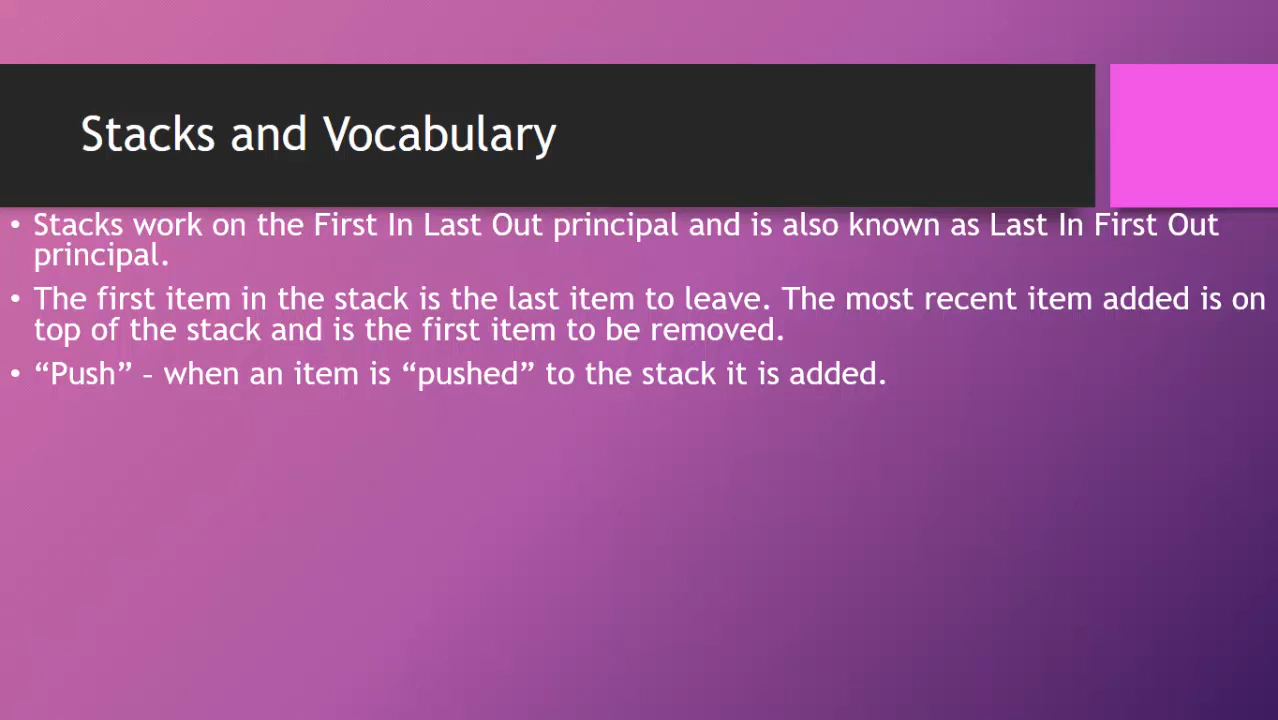 Stacks and Vocabulary
• Stacks work on the First In Last Out principal and is also known as Last In First Out
principal.
• The first item in the stack is the last item to leave. The most recent item added is on
top of the stack and is the first item to be removed.
• “Push” – when an item is “pushed” to the stack it is added.